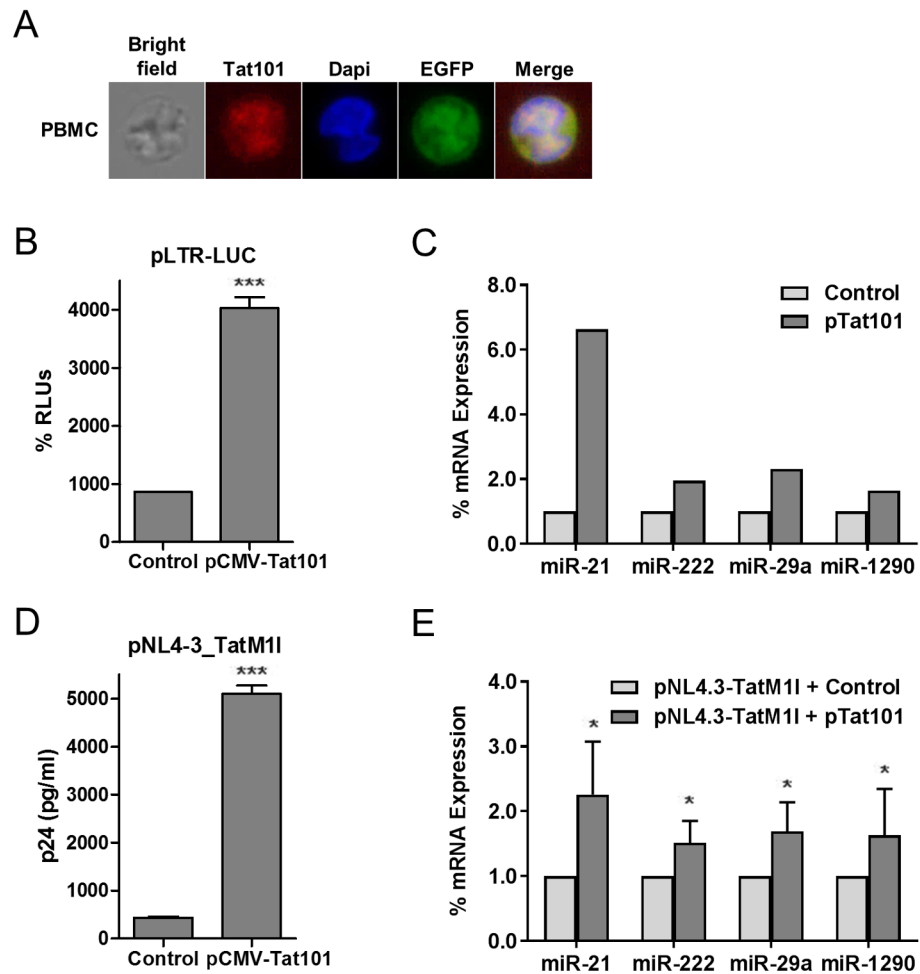 A
Bright
field
Tat101
Dapi
EGFP
Merge
PBMC
B
pLTR-LUC
***
4000
3000
2000
1000
0
% RLUs
Control
pCMV-Tat101
C
8.0
6.0
4.0
2.0
0.0
% mRNA Expression
Control
pTat101
miR-21
miR-222
miR-29a
miR-1290
D
pNL4-3_TatM1I
***
5000
4000
3000
2000
1000
0
p24 (pg/ml)
Control
pCMV-Tat101
E
4.0
3.0
2.0
1.0
0.0
% mRNA Expression
pNL4.3-TatM1I + Control
pNL4.3-TatM1I + pTat101
*
*
*
*
miR-21
miR-222
miR-29a
miR-1290